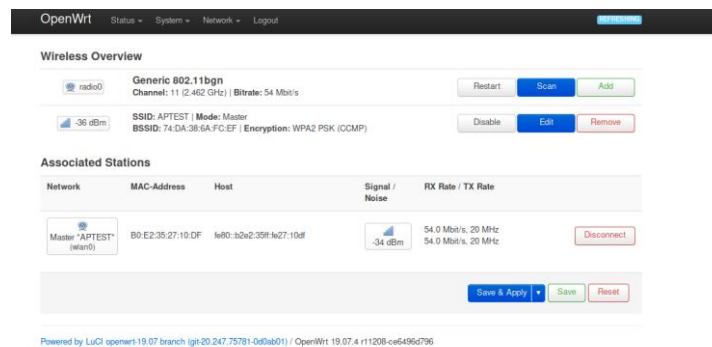 OpenWrt Status System Network Logout REFRESHING
Wireless Overview
radio0
Generic 802.11bgn
Channel: 11 (2.462 GHz) | Bitrate: 54 Mbit/s
Restart Scan Add
-36 dBm
SSID: APTEST | Mode: Master
BSSID: 74:DA:38:6A:FC:EF | Encryption: WPA2 PSK (CCMP)
Disable Edit Remove
Associated Stations
Network MAC-Address Host Signal / Noise RX Rate / TX Rate
Master "APTEST" (wlan0)
B0:E2:35:27:10:DF
fe80::b2e2:35ff:fe27:10df
-34 dBm
54.0 Mbit/s, 20 MHz
54.0 Mbit/s, 20 MHz
Disconnect
Save & Apply Save Reset
Powered by LuCI openwrt-19.07 branch (git-20.247.75781-0d0ab01) / OpenWrt 19.07.4 r11208-ce6496d796